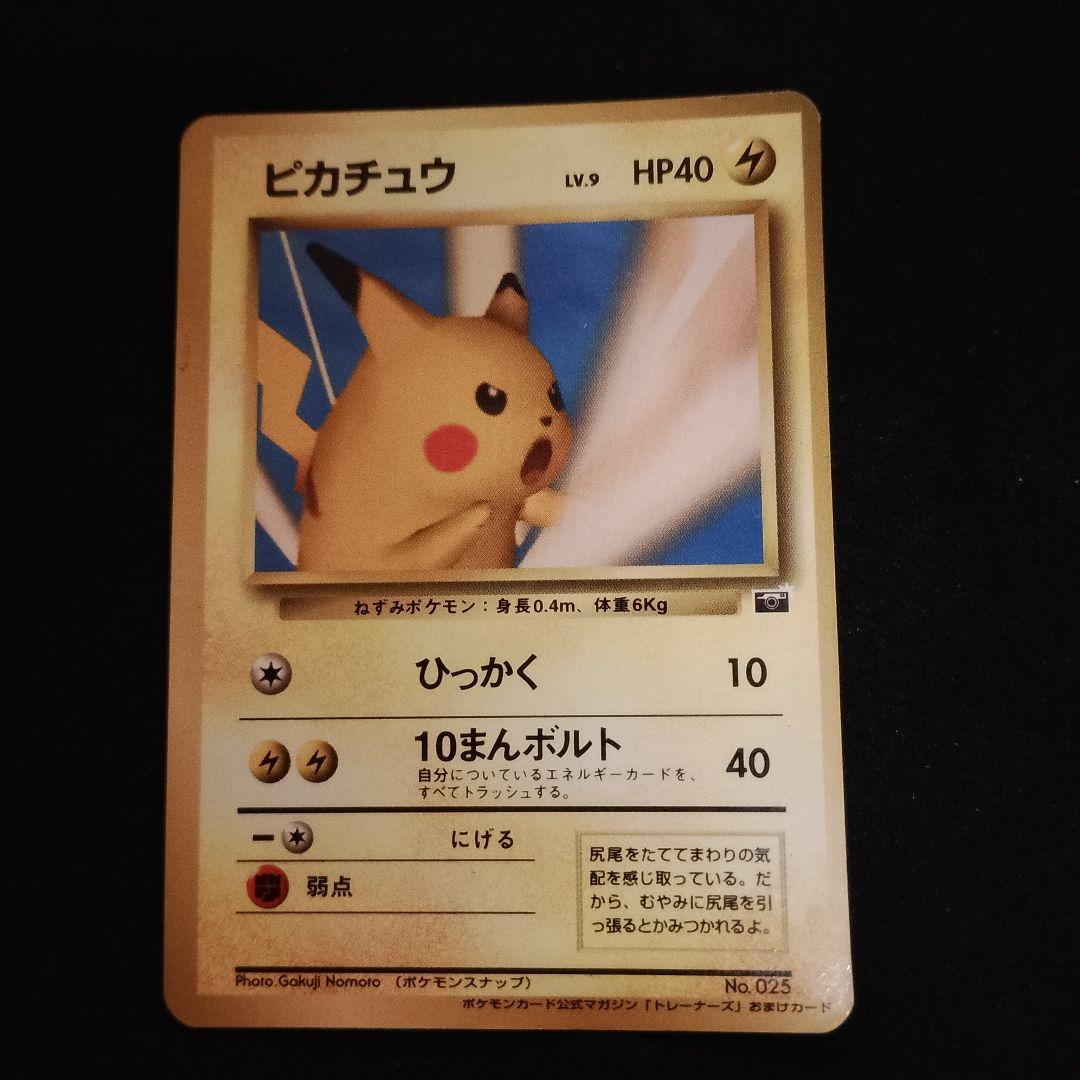 ピカチュウ LV.9 HP40
ねずみポケモン：身長0.4m、体重6Kg
ひっかく 10
10まんボルト 40
自分についているエネルギーカードを、
すべてトラッシュする。
にげる
弱点
尻尾をたててまわりの気
配を感じ取っている。だ
から、むやみに尻尾を引
っ張るとかみつかれるよ。
Photo.Gakuji Nomoto （ポケモンスナップ） No.025
ポケモンカード公式マガジン「トレーナーズ」おまけカード